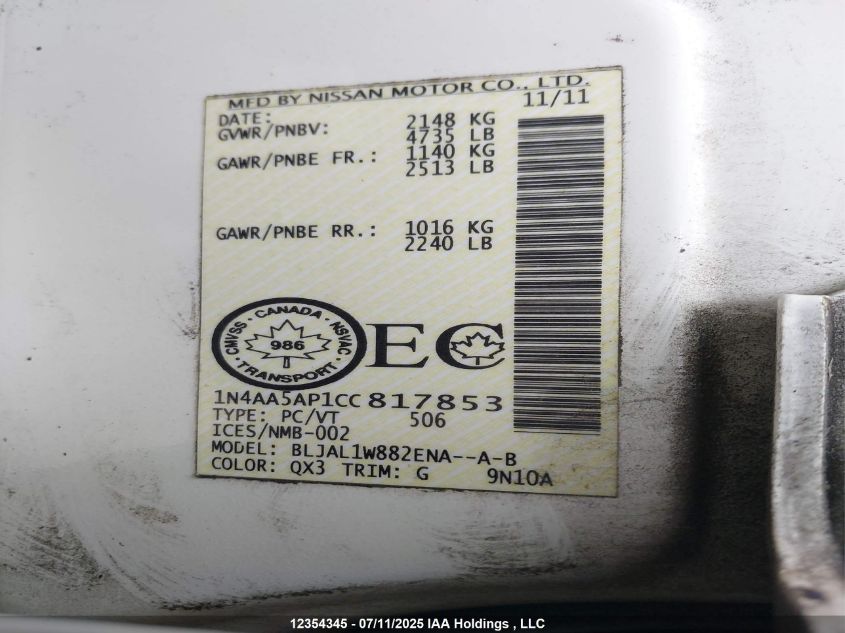 MFD BY NISSAN MOTOR CO., LTD.
DATE: 11/11
GVWR/PNBV: 2148 KG
4735 LB
GAWR/PNBE FR.: 1140 KG
2513 LB
GAWR/PNBE RR.: 1016 KG
2240 LB
CMVSS · CANADA · NSVAC · TRANSPORT ·
986
EC
1N4AA5AP1CC817853
TYPE: PC/VT 506
ICES/NMB-002
MODEL: BLJAL1W882ENA--A-B
COLOR: QX3 TRIM: G 9N10A
12354345 - 07/11/2025 IAA Holdings , LLC